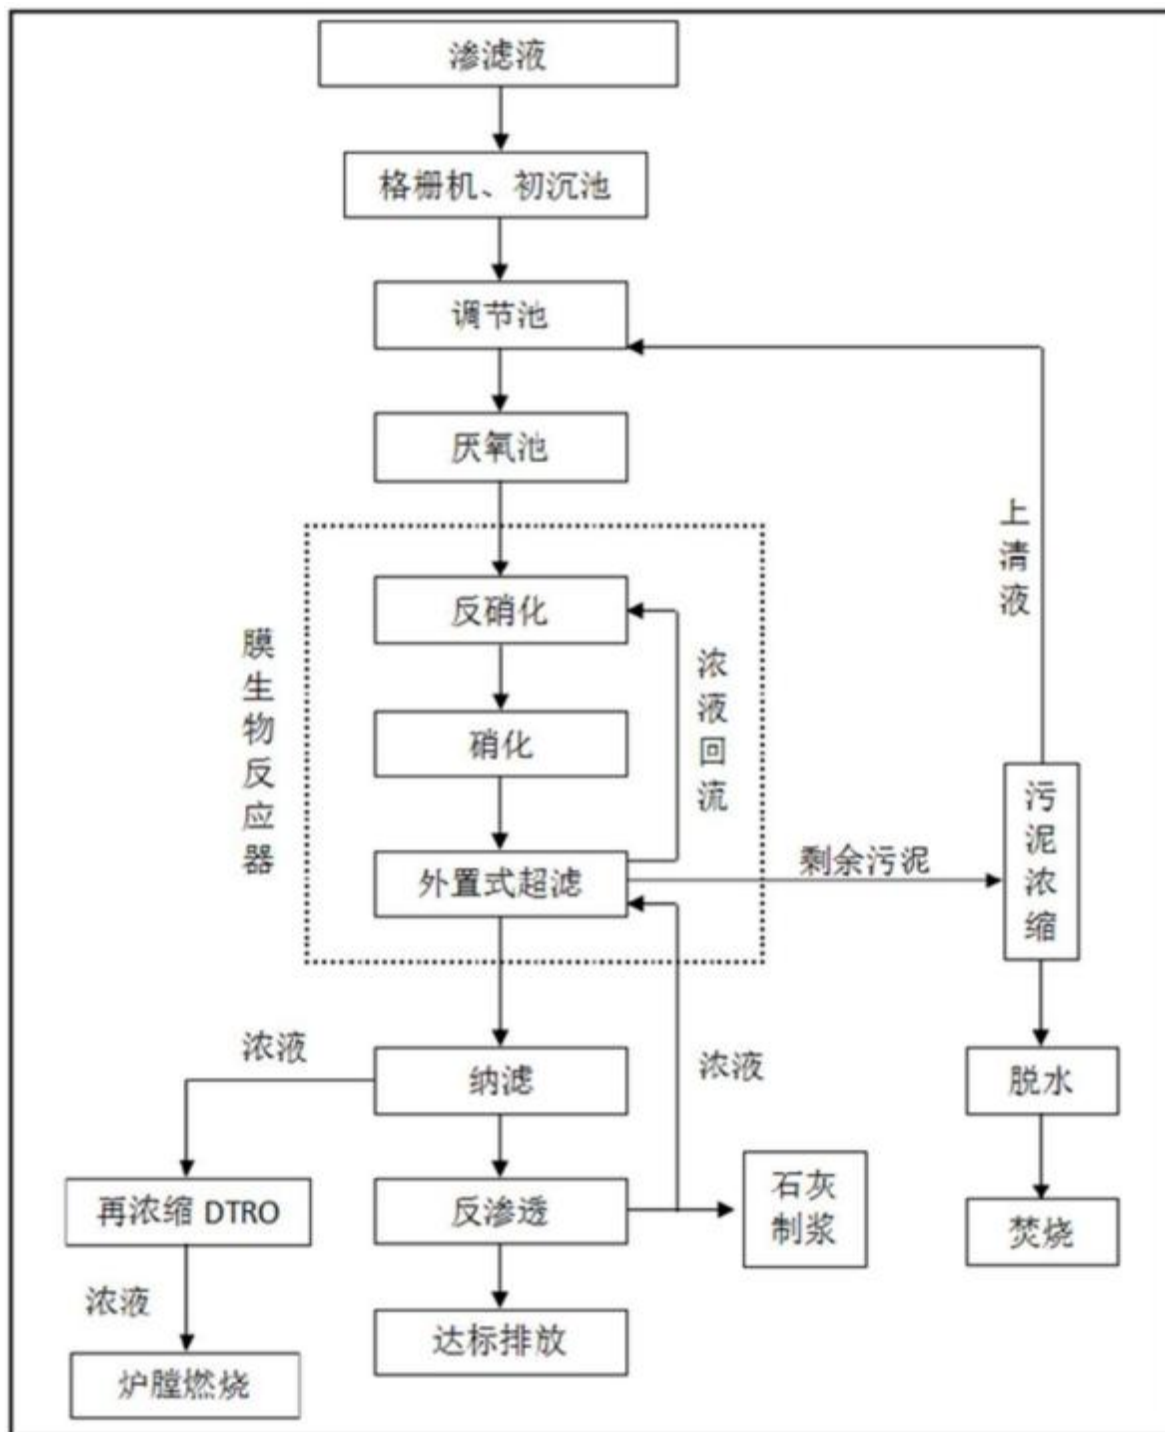 渗滤液
格栅机、初沉池
调节池
厌氧池
上清液
膜生物反应器
反硝化
浓液回流
硝化
外置式超滤
剩余污泥
污泥浓缩
浓液
纳滤
浓液
脱水
再浓缩 DTRO
反渗透
石灰
制浆
焚烧
浓液
达标排放
炉膛燃烧